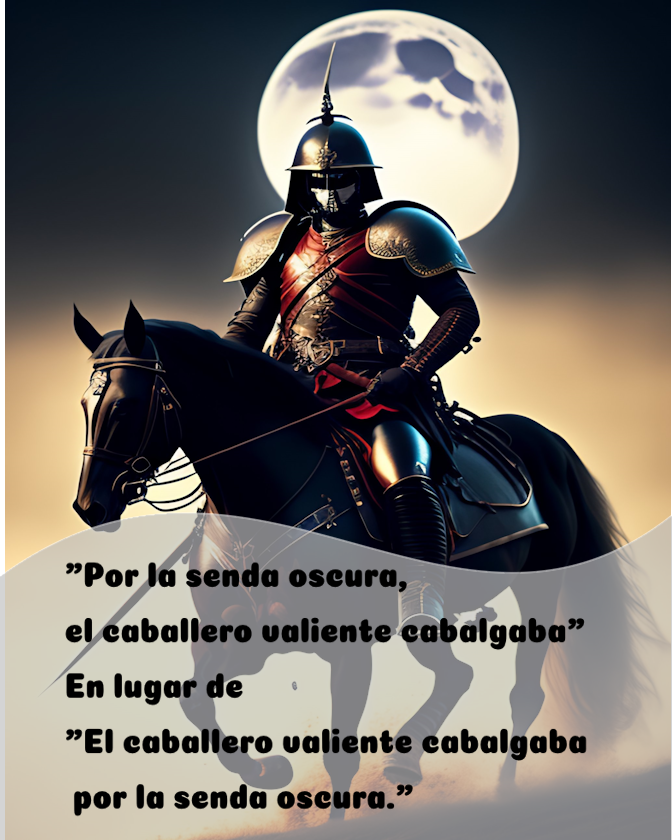 ”Por la senda oscura,
el caballero valiente cabalgaba”
En lugar de
”El caballero valiente cabalgaba
por la senda oscura.”